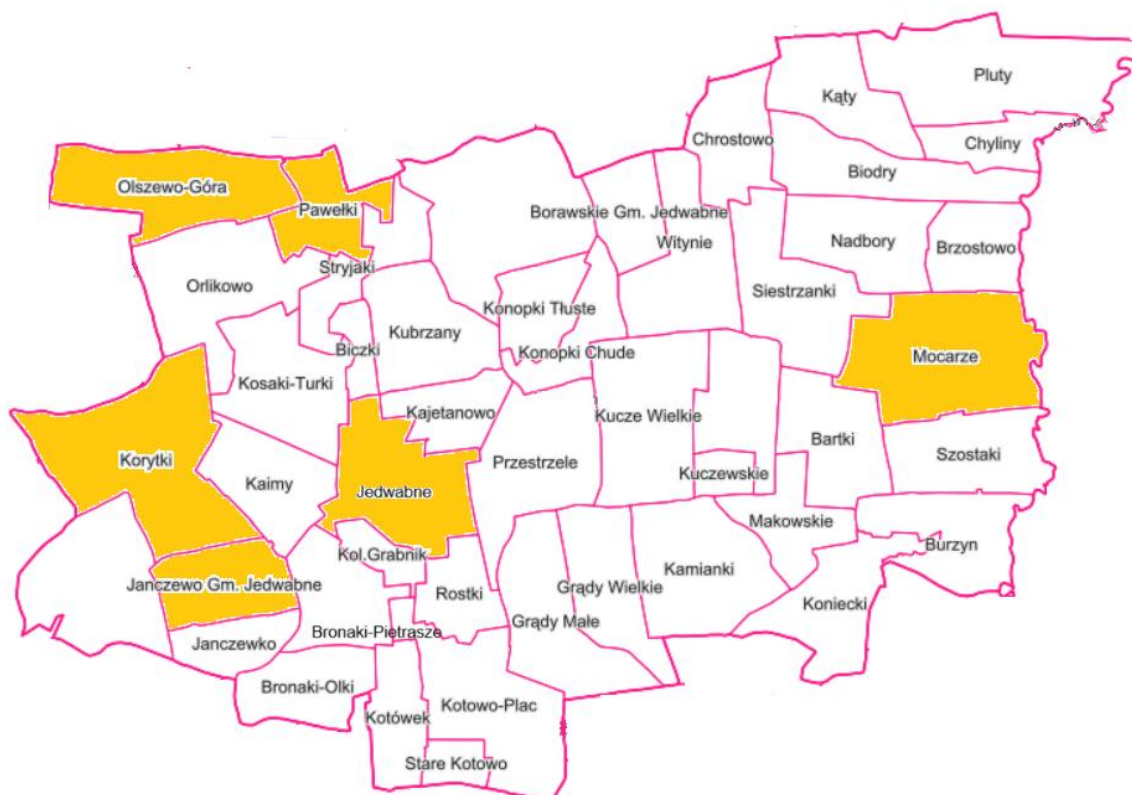 Pluty
Kąty
Chrostowo
Chyliny
Biodry
Olszewo-Góra
Pawełki
Borawskie Gm. Jedwabne
Witynie
Nadbory
Brzostowo
Stryjaki
Orlikowo
Siestrzanki
Konopki Tłuste
Kubrzany
Biczki
Konopki Chude
Mocarze
Kosaki-Turki
Kajetanowo
Kucze Wielkie
Bartki
Szostaki
Korytki
Kaimy
Przestrzele
Kuczewskie
Jedwabne
Makowskie
Burzyn
Kol.Grabnik
Kamianki
Janczewo Gm. Jedwabne
Rostki
Grądy Wielkie
Koniecki
Grądy Małe
Bronaki-Pietrasze
Janczewko
Bronaki-Olki
Kotowo-Plac
Kotówek
Stare Kotowo